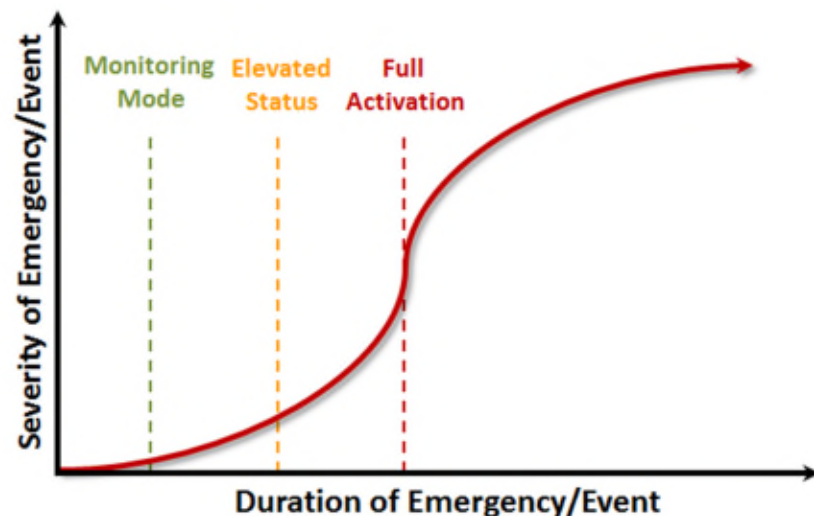 Severity of Emergency/Event
Monitoring
Mode
Elevated
Status
Full
Activation
Duration of Emergency/Event